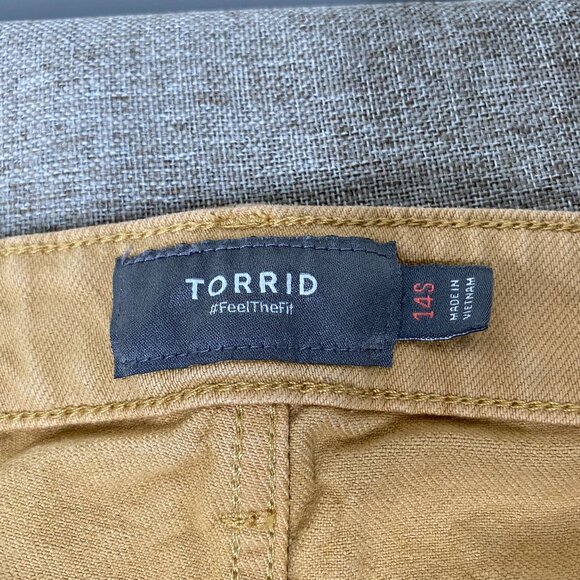 TORRID
#FeelTheFit
14S
MADE IN
VIETNAM